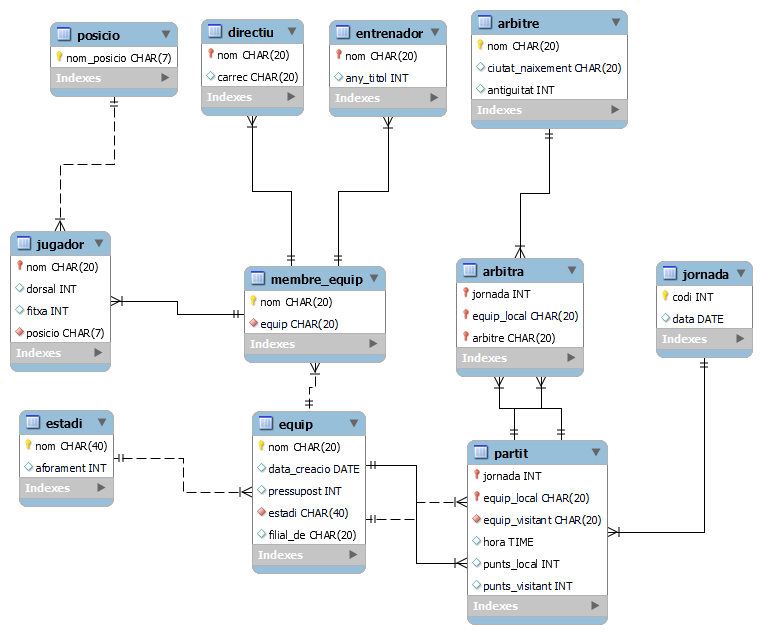 posicio
nom_posicio CHAR(7)
Indexes
directiu
nom CHAR(20)
carrec CHAR(20)
Indexes
entrenador
nom CHAR(20)
any_titol INT
Indexes
arbitre
nom CHAR(20)
ciutat_naixement CHAR(20)
antiguitat INT
Indexes
jugador
nom CHAR(20)
dorsal INT
fitxa INT
posicio CHAR(7)
Indexes
membre_equip
nom CHAR(20)
equip CHAR(20)
Indexes
arbitra
jornada INT
equip_local CHAR(20)
arbitre CHAR(20)
Indexes
jornada
codi INT
data DATE
Indexes
estadi
nom CHAR(40)
aforament INT
Indexes
equip
nom CHAR(20)
data_creacio DATE
pressupost INT
estadi CHAR(40)
filial_de CHAR(20)
Indexes
partit
jornada INT
equip_local CHAR(20)
equip_visitant CHAR(20)
hora TIME
punts_local INT
punts_visitant INT
Indexes